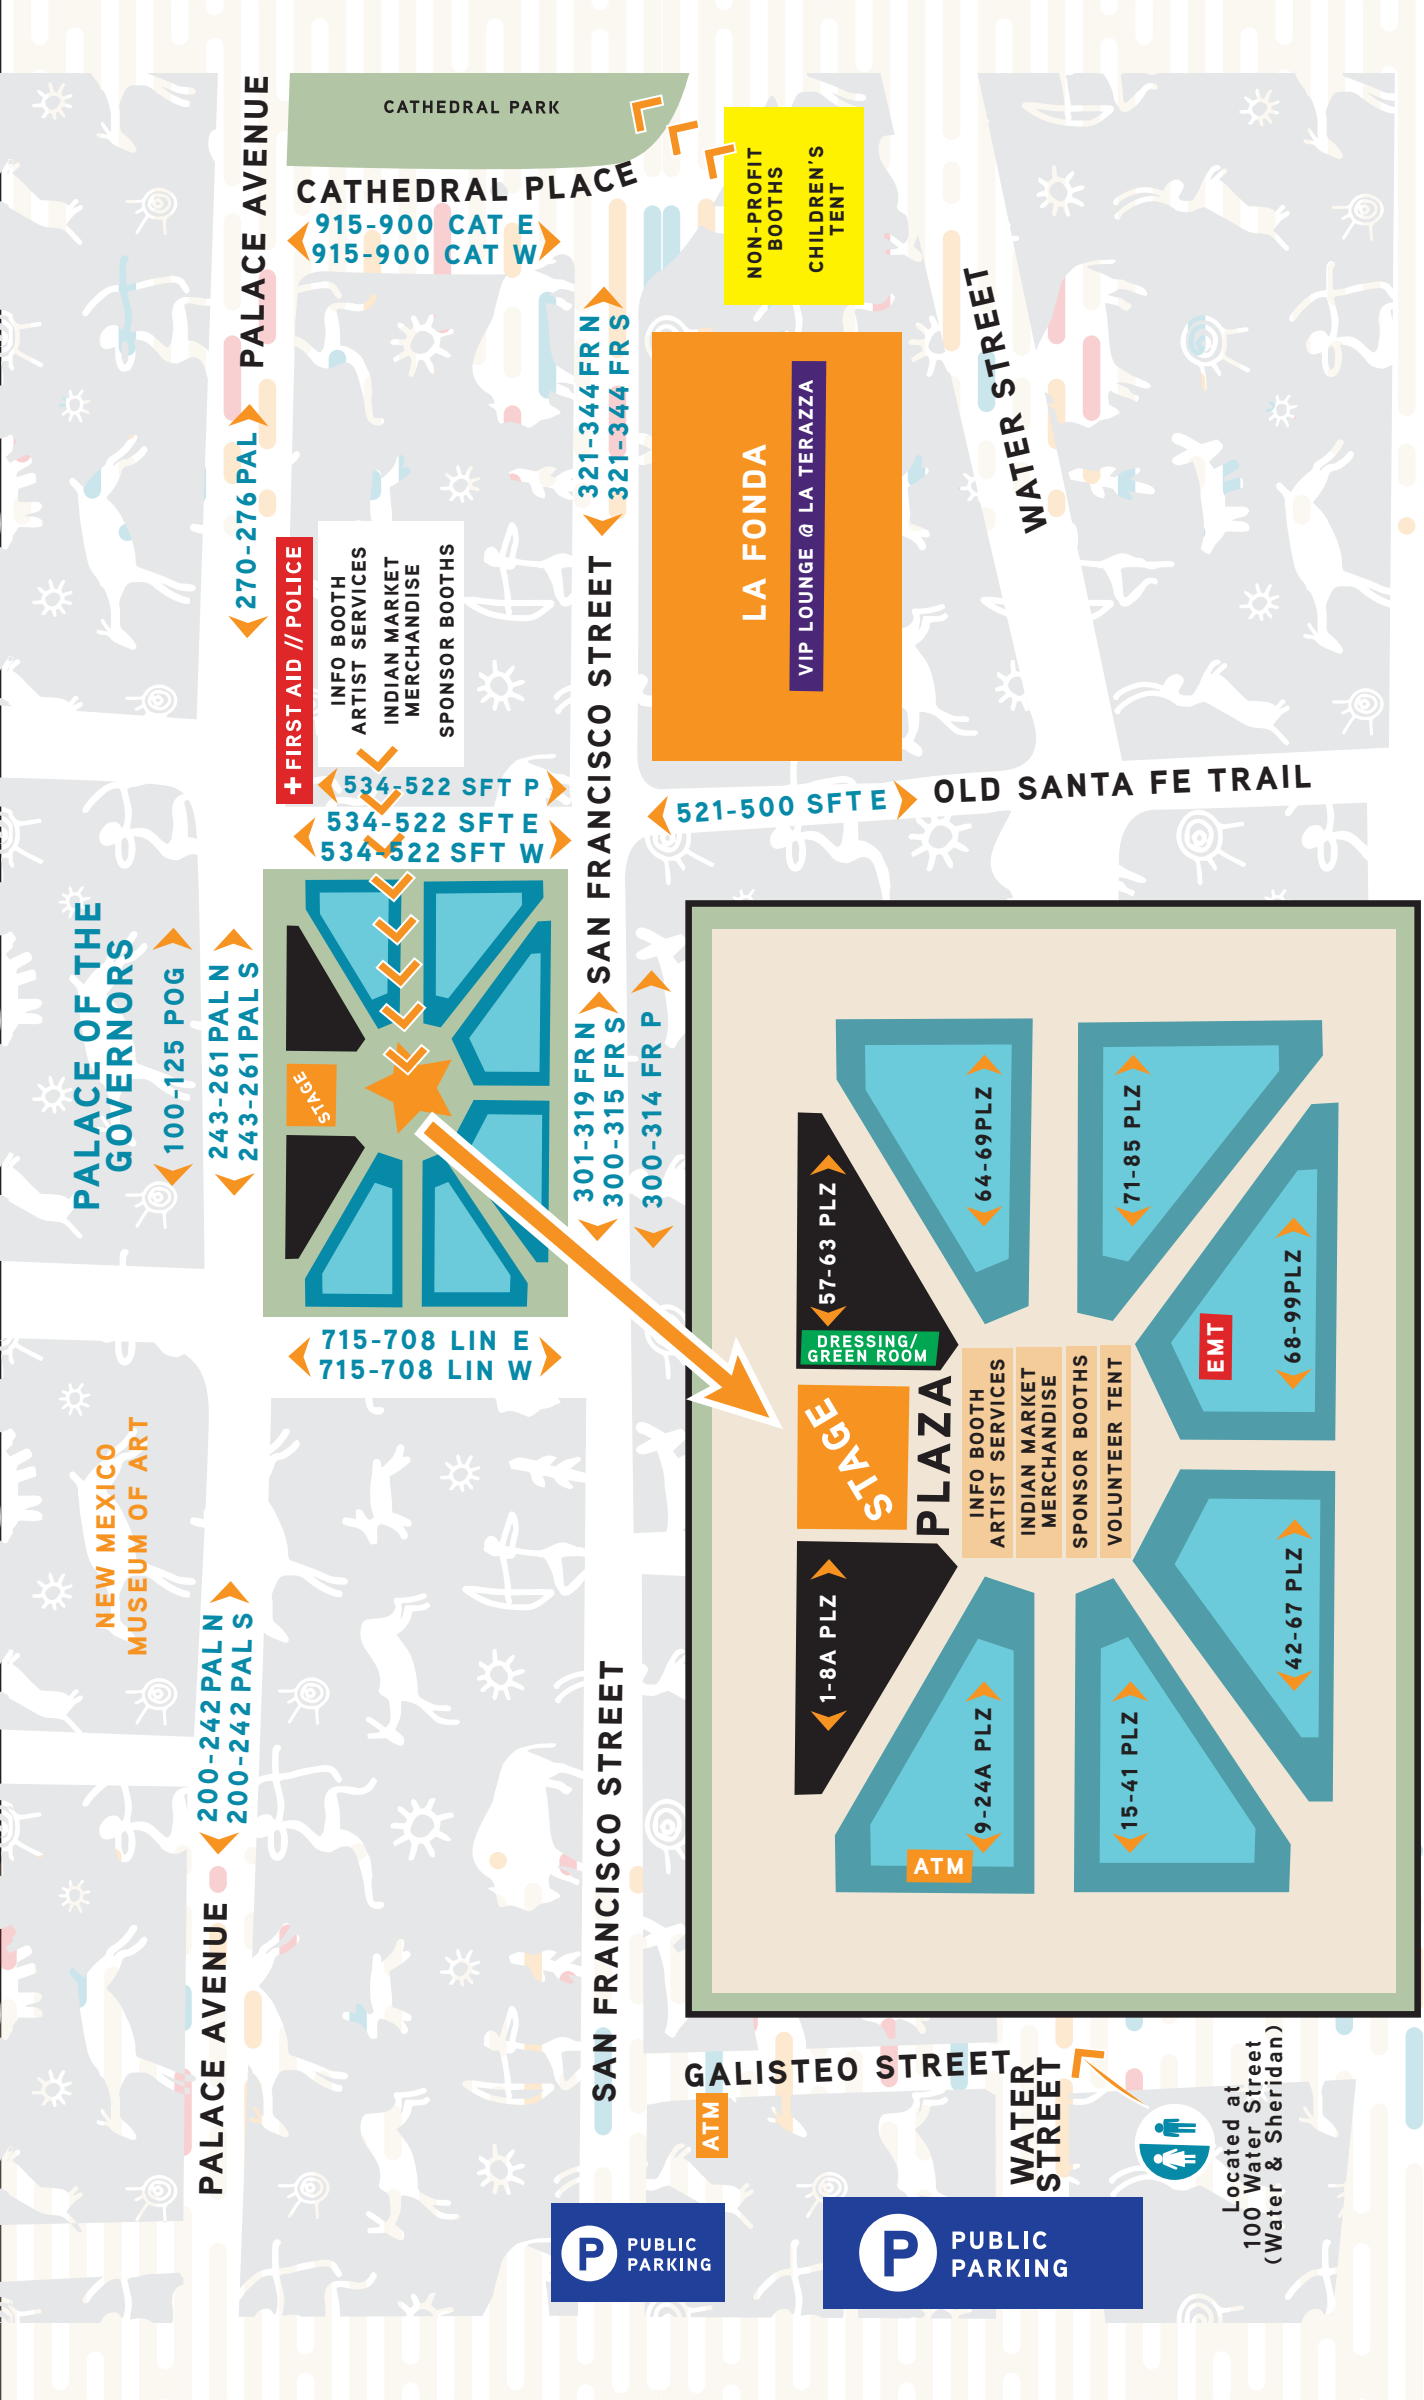 CATHEDRAL PARK
PALACE AVENUE
CATHEDRAL PLACE
915-900 CAT E
915-900 CAT W
NON-PROFIT
BOOTHS
CHILDREN'S
TENT
321-344 FR N
321-344 FR S
WATER STREET
LA FONDA
VIP LOUNGE @ LA TERAZZA
270-276 PAL
FIRST AID // POLICE
INFO BOOTH
ARTIST SERVICES
INDIAN MARKET
MERCHANDISE
SPONSOR BOOTHS
SAN FRANCISCO STREET
534-522 SFT P
534-522 SFT E
534-522 SFT W
521-500 SFT E
OLD SANTA FE TRAIL
PALACE OF THE
GOVERNORS
100-125 POG
243-261 PAL N
243-261 PAL S
STAGE
301-319 FR N
300-315 FR S
300-314 FR P
715-708 LIN E
715-708 LIN W
64-69PLZ
71-85 PLZ
57-63 PLZ
68-99PLZ
DRESSING/
GREEN ROOM
EMT
STAGE
PLAZA
INFO BOOTH
ARTIST SERVICES
INDIAN MARKET
MERCHANDISE
SPONSOR BOOTHS
VOLUNTEER TENT
1-8A PLZ
42-67 PLZ
9-24A PLZ
15-41 PLZ
ATM
NEW MEXICO
MUSEUM OF ART
200-242 PAL N
200-242 PAL S
PALACE AVENUE
SAN FRANCISCO STREET
GALISTEO STREET
ATM
WATER
STREET
Located at
100 Water Street
(Water & Sheridan)
P
PUBLIC
PARKING
P
PUBLIC
PARKING